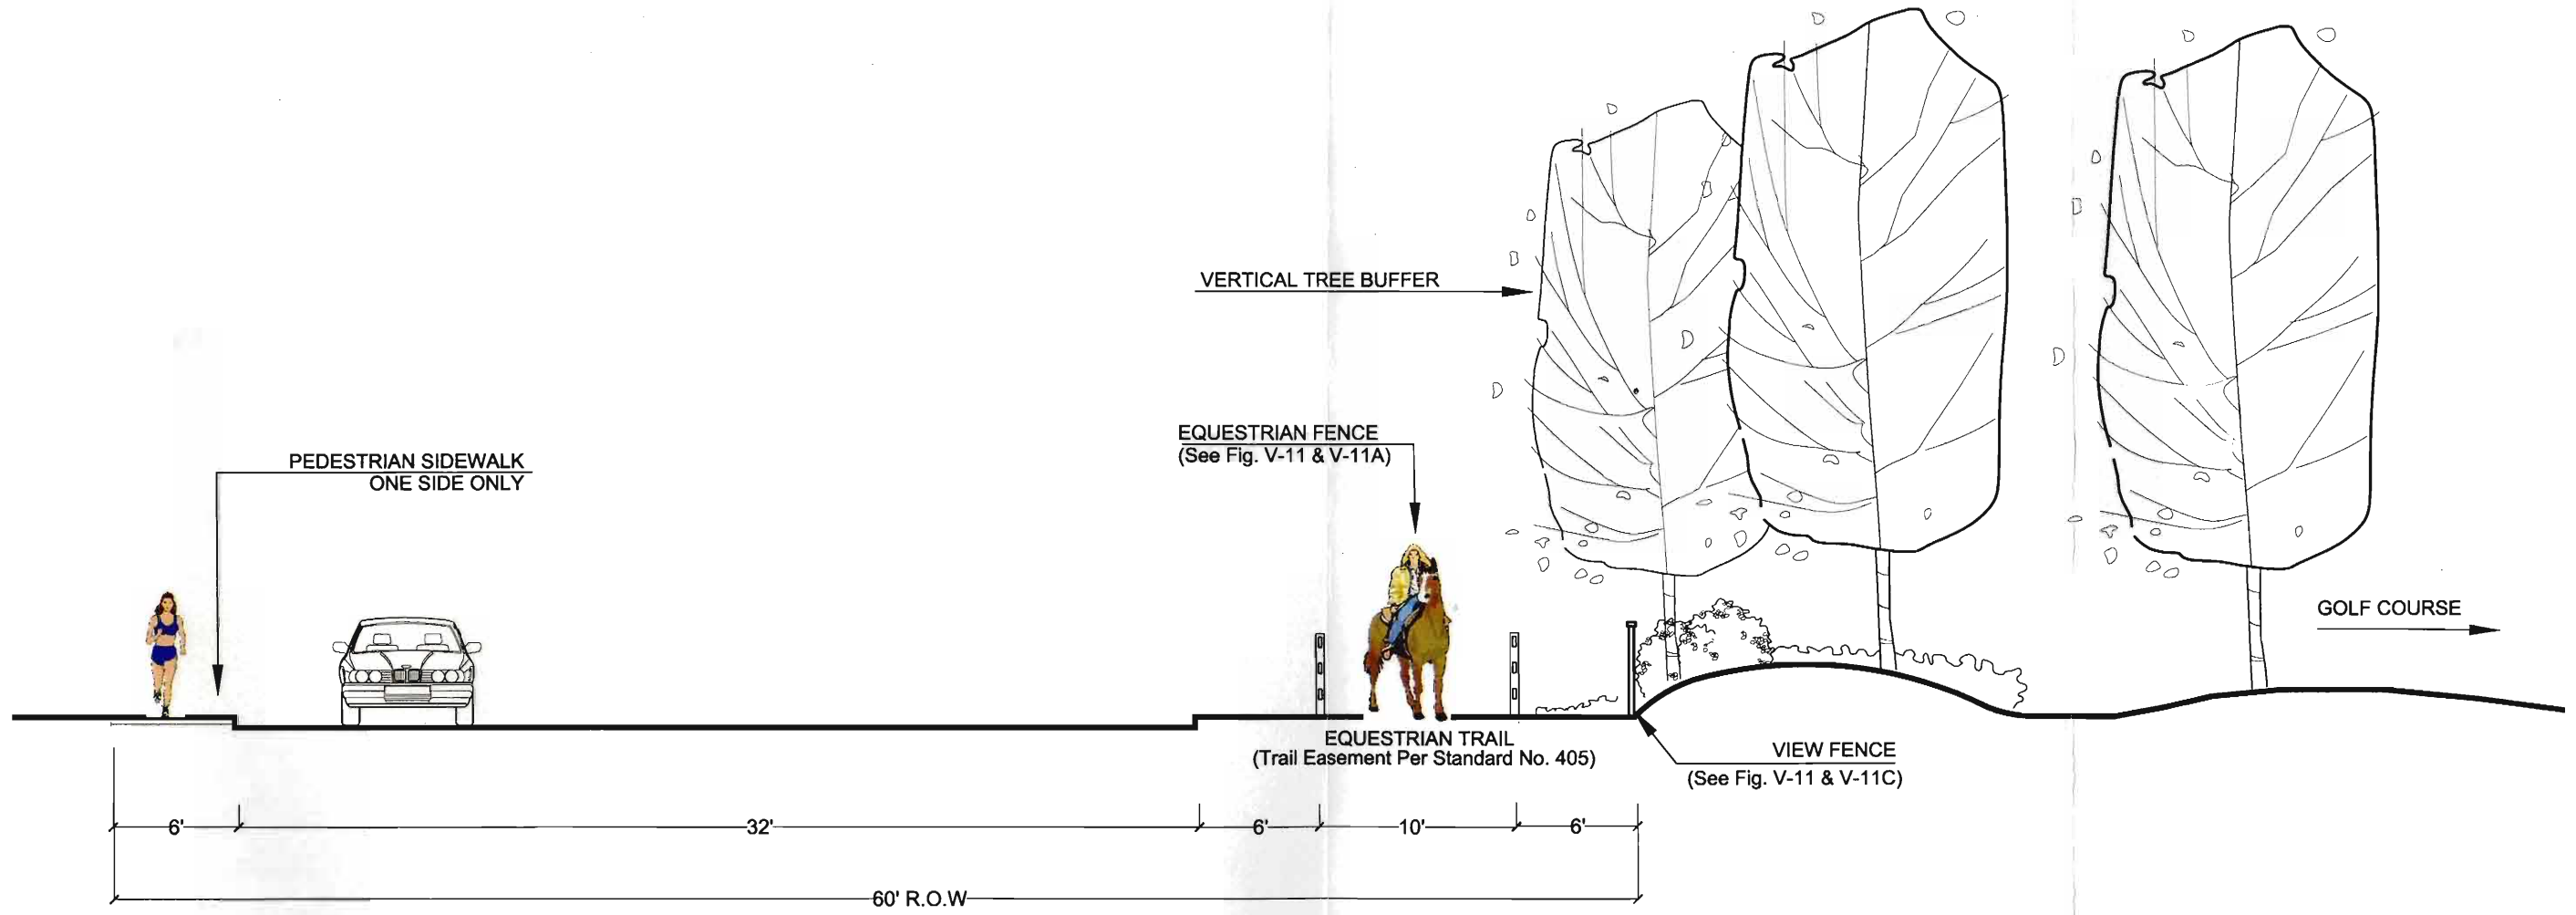 VERTICAL TREE BUFFER
EQUESTRIAN FENCE
(See Fig. V-11 & V-11A)
PEDESTRIAN SIDEWALK
ONE SIDE ONLY
GOLF COURSE
EQUESTRIAN TRAIL
(Trail Easement Per Standard No. 405)
VIEW FENCE
(See Fig. V-11 & V-11C)
6' 32' 6' 10' 6'
60' R.O.W